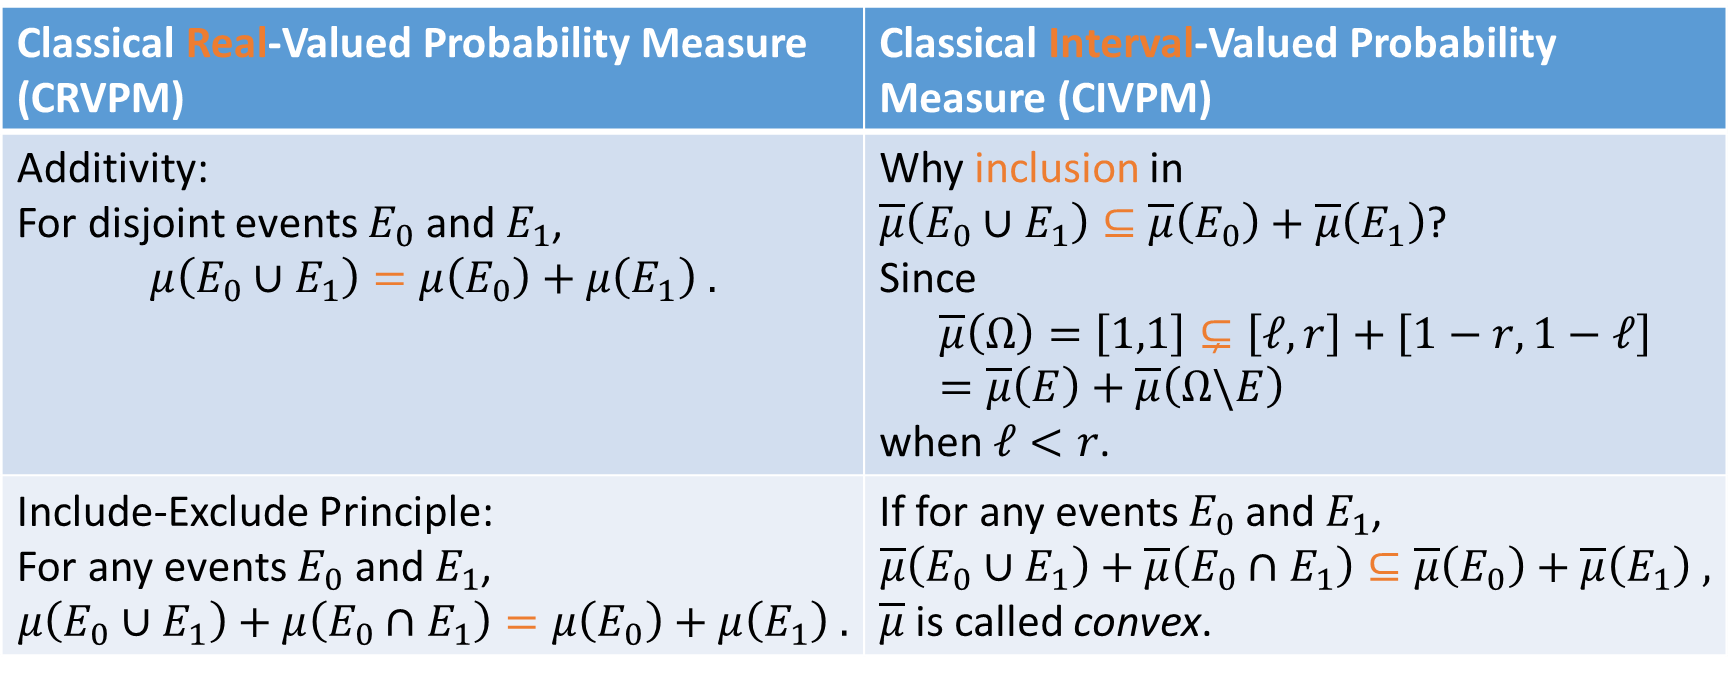 Classical Real-Valued Probability Measure
(CRVPM)
Classical Interval-Valued Probability
Measure (CIVPM)
Additivity:
For disjoint events E₀ and E₁,
μ(E₀ ∪ E₁) = μ(E₀) + μ(E₁) .
Why inclusion in
μ̅(E₀ ∪ E₁) ⊆ μ̅(E₀) + μ̅(E₁)?
Since
μ̅(Ω) = [1,1] ⊊ [ℓ, r] + [1 − r, 1 − ℓ]
= μ̅(E) + μ̅(Ω\E)
when ℓ < r.
Include-Exclude Principle:
For any events E₀ and E₁,
μ(E₀ ∪ E₁) + μ(E₀ ∩ E₁) = μ(E₀) + μ(E₁) .
If for any events E₀ and E₁,
μ̅(E₀ ∪ E₁) + μ̅(E₀ ∩ E₁) ⊆ μ̅(E₀) + μ̅(E₁) ,
μ̅ is called convex.